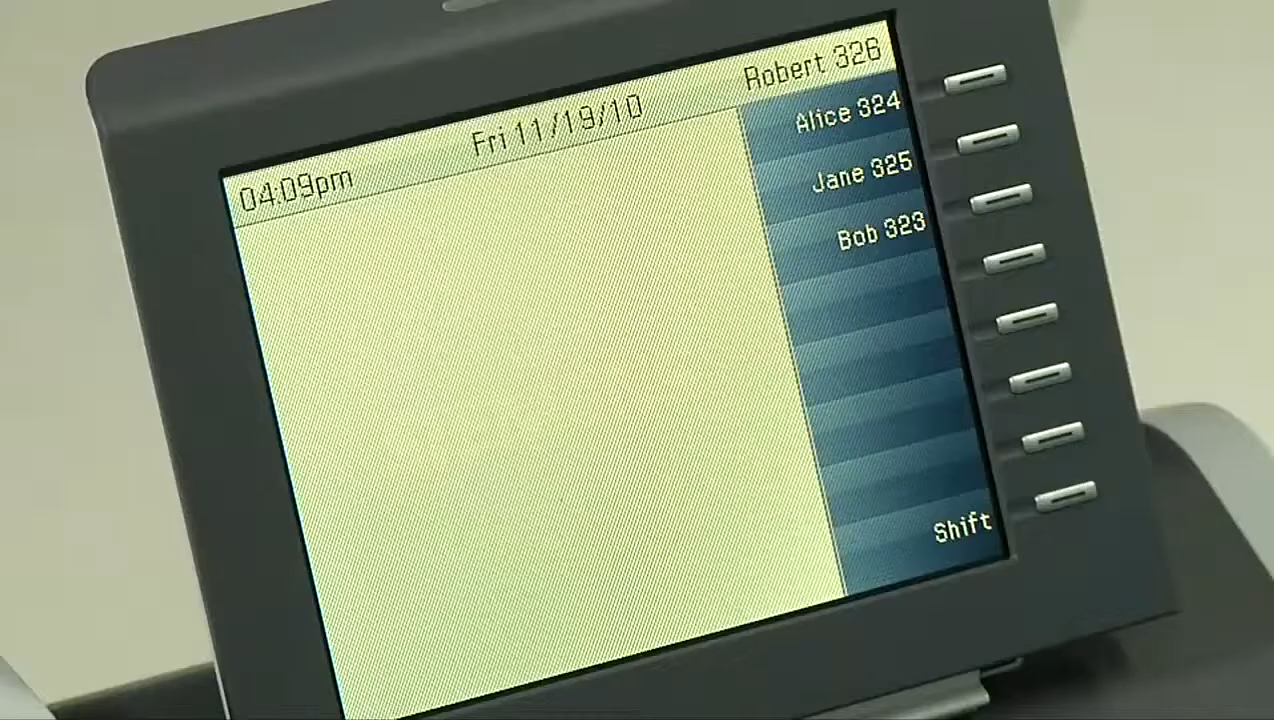 04:09pm Fri 11/19/10 Robert 326
Alice 324
Jane 325
Bob 323
Shift